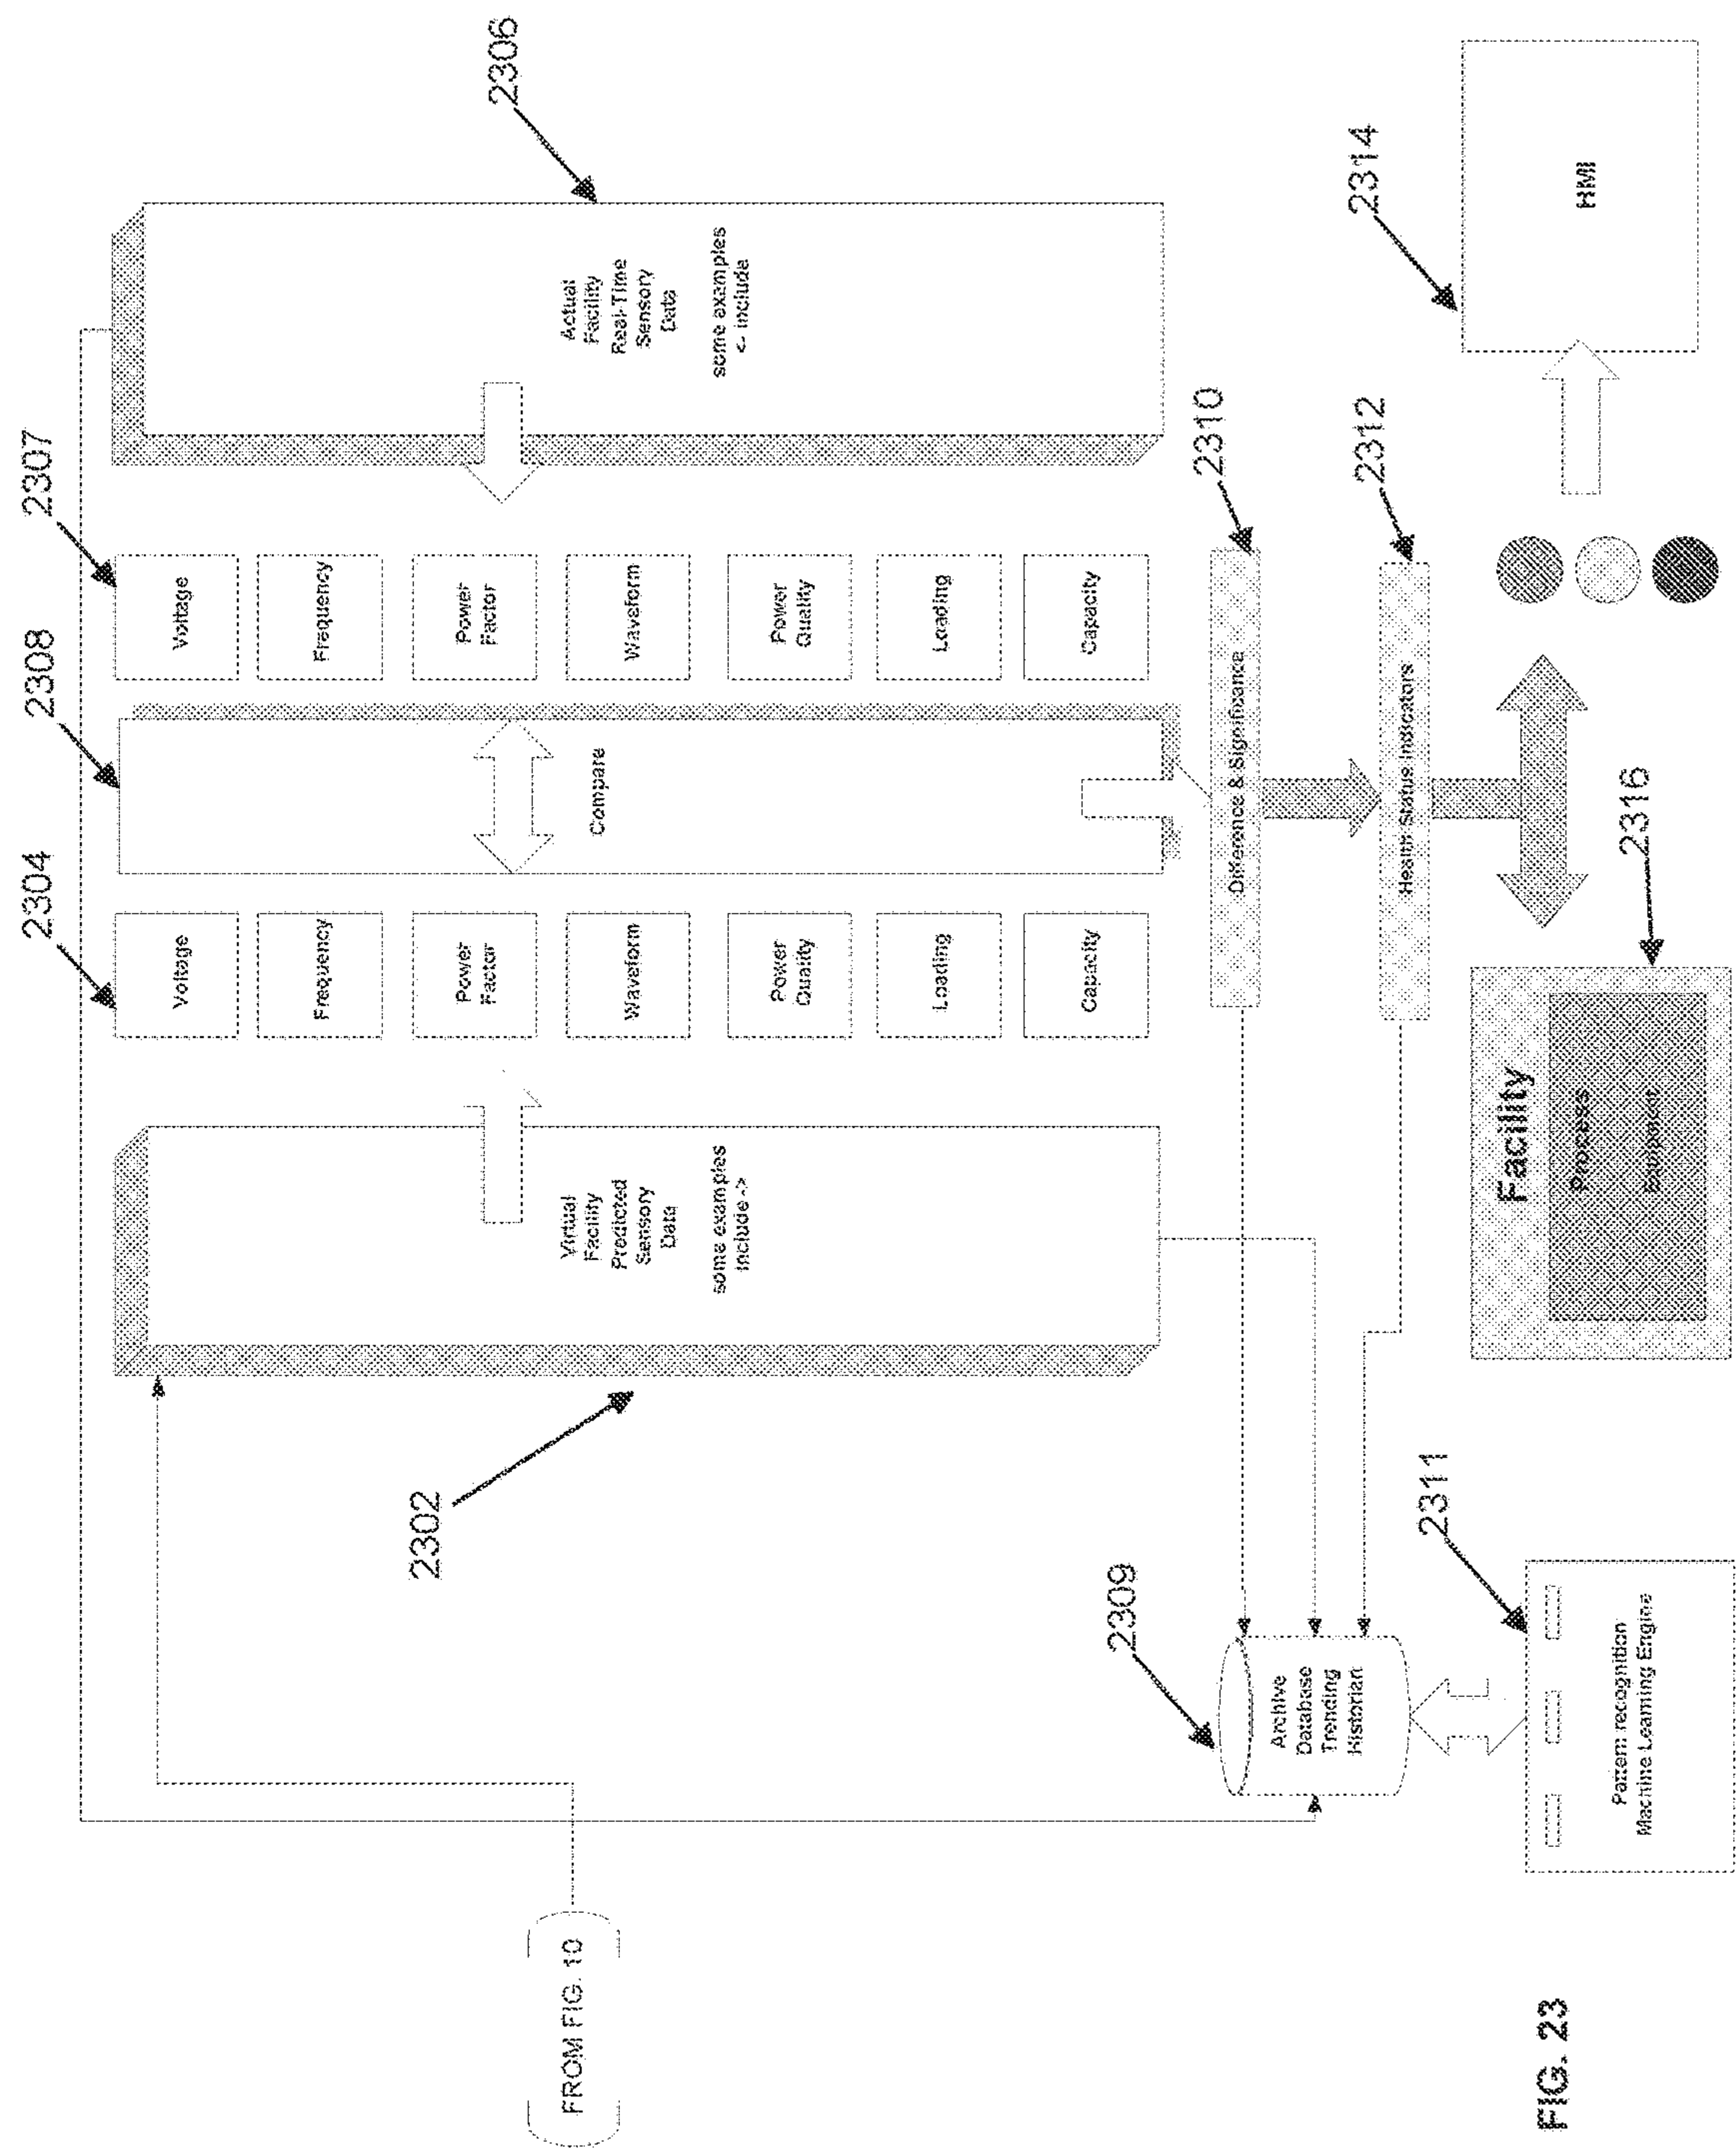 2304
2308
2307
2306
Voltage
Frequency
Power
Factor
Waveform
Power
Quality
Loading
Capacity
Compare
Voltage
Frequency
Power
Factor
Waveform
Power
Quality
Loading
Capacity
Virtual
Facility
Predicted
Sensory
Data
some examples
include ->
Actual
Facility
Real-Time
Sensory
Data
some examples
<- include
2302
FROM FIG. 10
2309
Archive
Database
Trending
Historian
2310
Difference & Significance
2312
Health Status Indicators
2311
Pattern recognition
Machine Learning Engine
2316
Facility
Process
Equipment
2314
HMI
FIG. 23